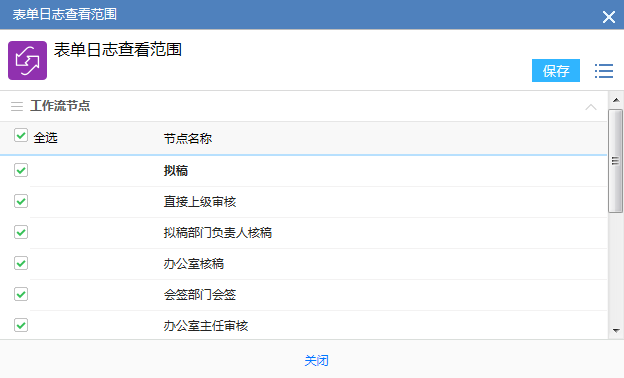 表单日志查看范围
表单日志查看范围
保存
工作流节点
全选 节点名称
拟稿
直接上级审核
拟稿部门负责人核稿
办公室核稿
会签部门会签
办公室主任审核
关闭